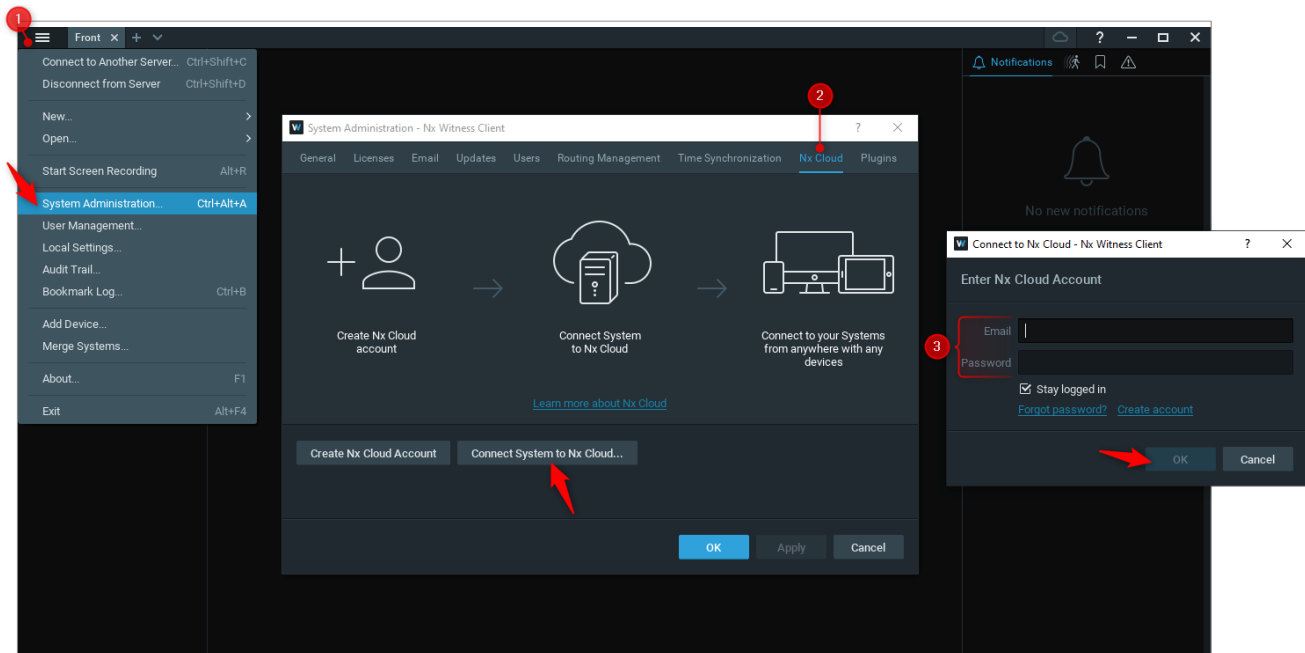 1
Front
?
Connect to Another Server... Ctrl+Shift+C
Disconnect from Server Ctrl+Shift+D
New...
Open...
Start Screen Recording Alt+R
System Administration... Ctrl+Alt+A
User Management...
Local Settings...
Audit Trail...
Bookmark Log... Ctrl+B
Add Device...
Merge Systems...
About... F1
Exit Alt+F4
Notifications
No new notifications
2
W System Administration - Nx Witness Client ?
General Licenses Email Updates Users Routing Management Time Synchronization Nx Cloud Plugins
Create Nx Cloud
account
Connect System
to Nx Cloud
Connect to your Systems
from anywhere with any
devices
Learn more about Nx Cloud
Create Nx Cloud Account Connect System to Nx Cloud...
OK Apply Cancel
W Connect to Nx Cloud - Nx Witness Client ?
Enter Nx Cloud Account
3
Email
Password
Stay logged in
Forgot password? Create account
OK Cancel